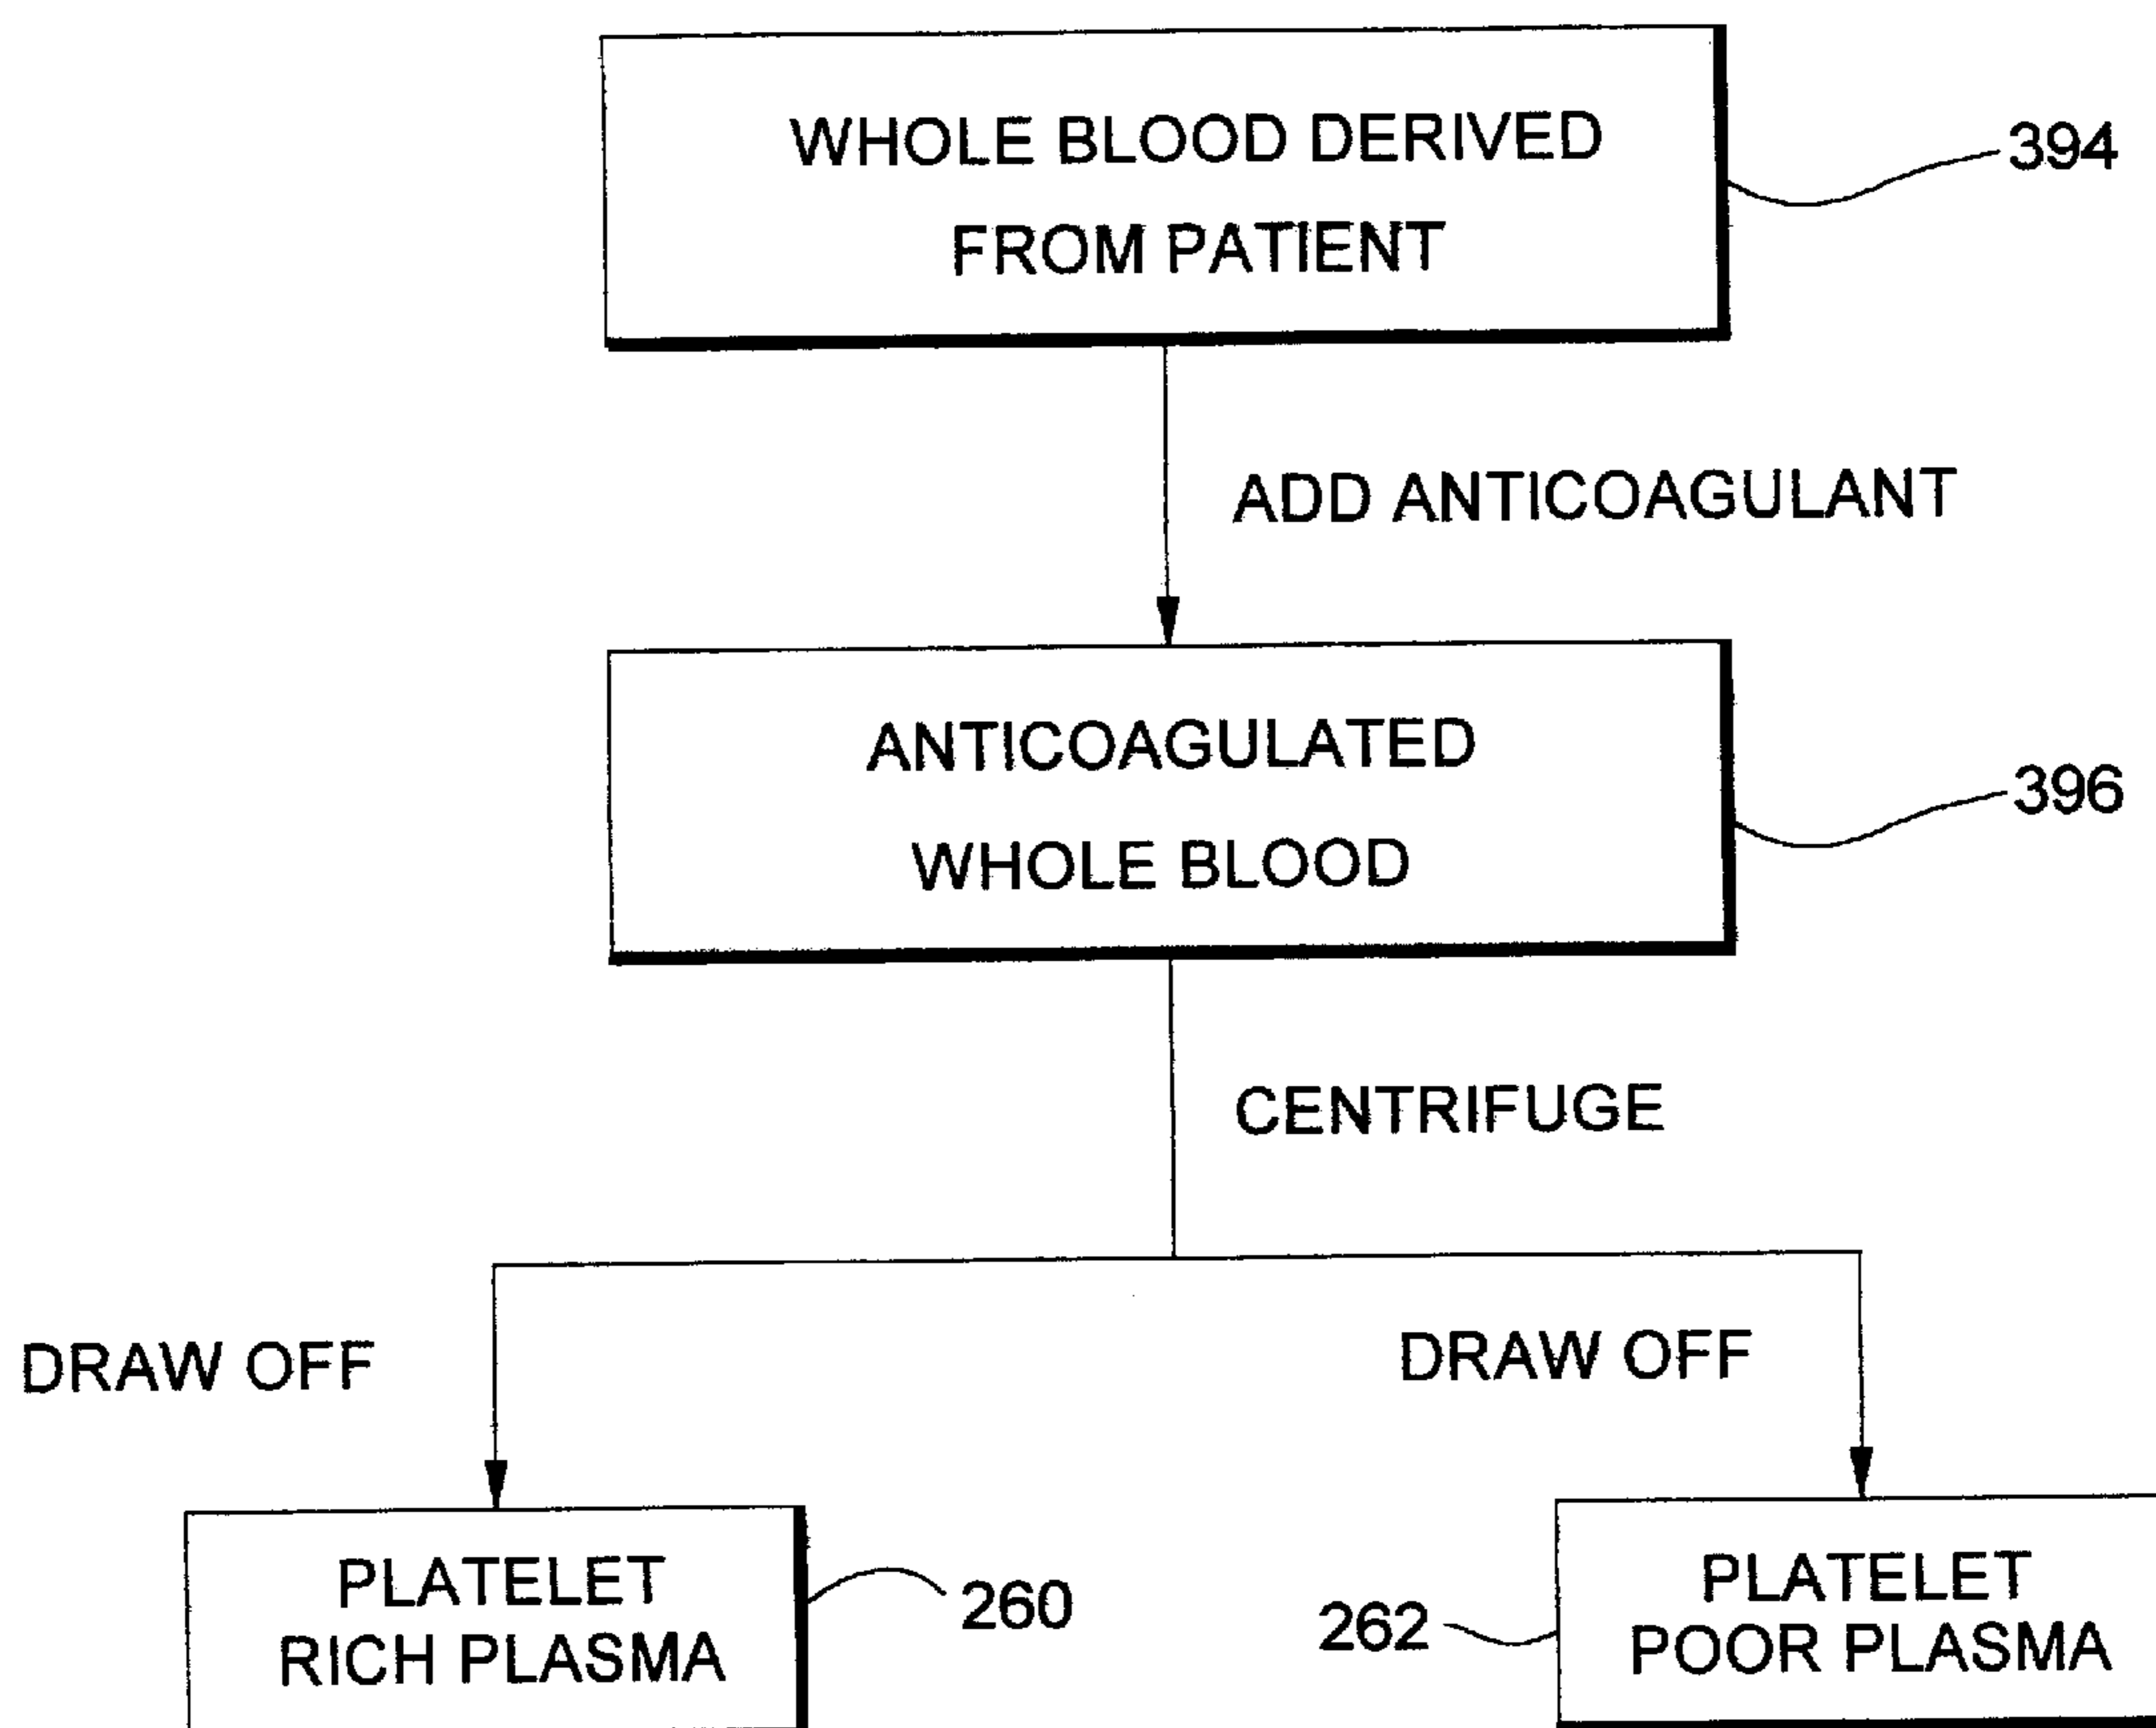 WHOLE BLOOD DERIVED
FROM PATIENT
394
ADD ANTICOAGULANT
ANTICOAGULATED
WHOLE BLOOD
396
CENTRIFUGE
DRAW OFF
DRAW OFF
PLATELET
RICH PLASMA
260
262
PLATELET
POOR PLASMA